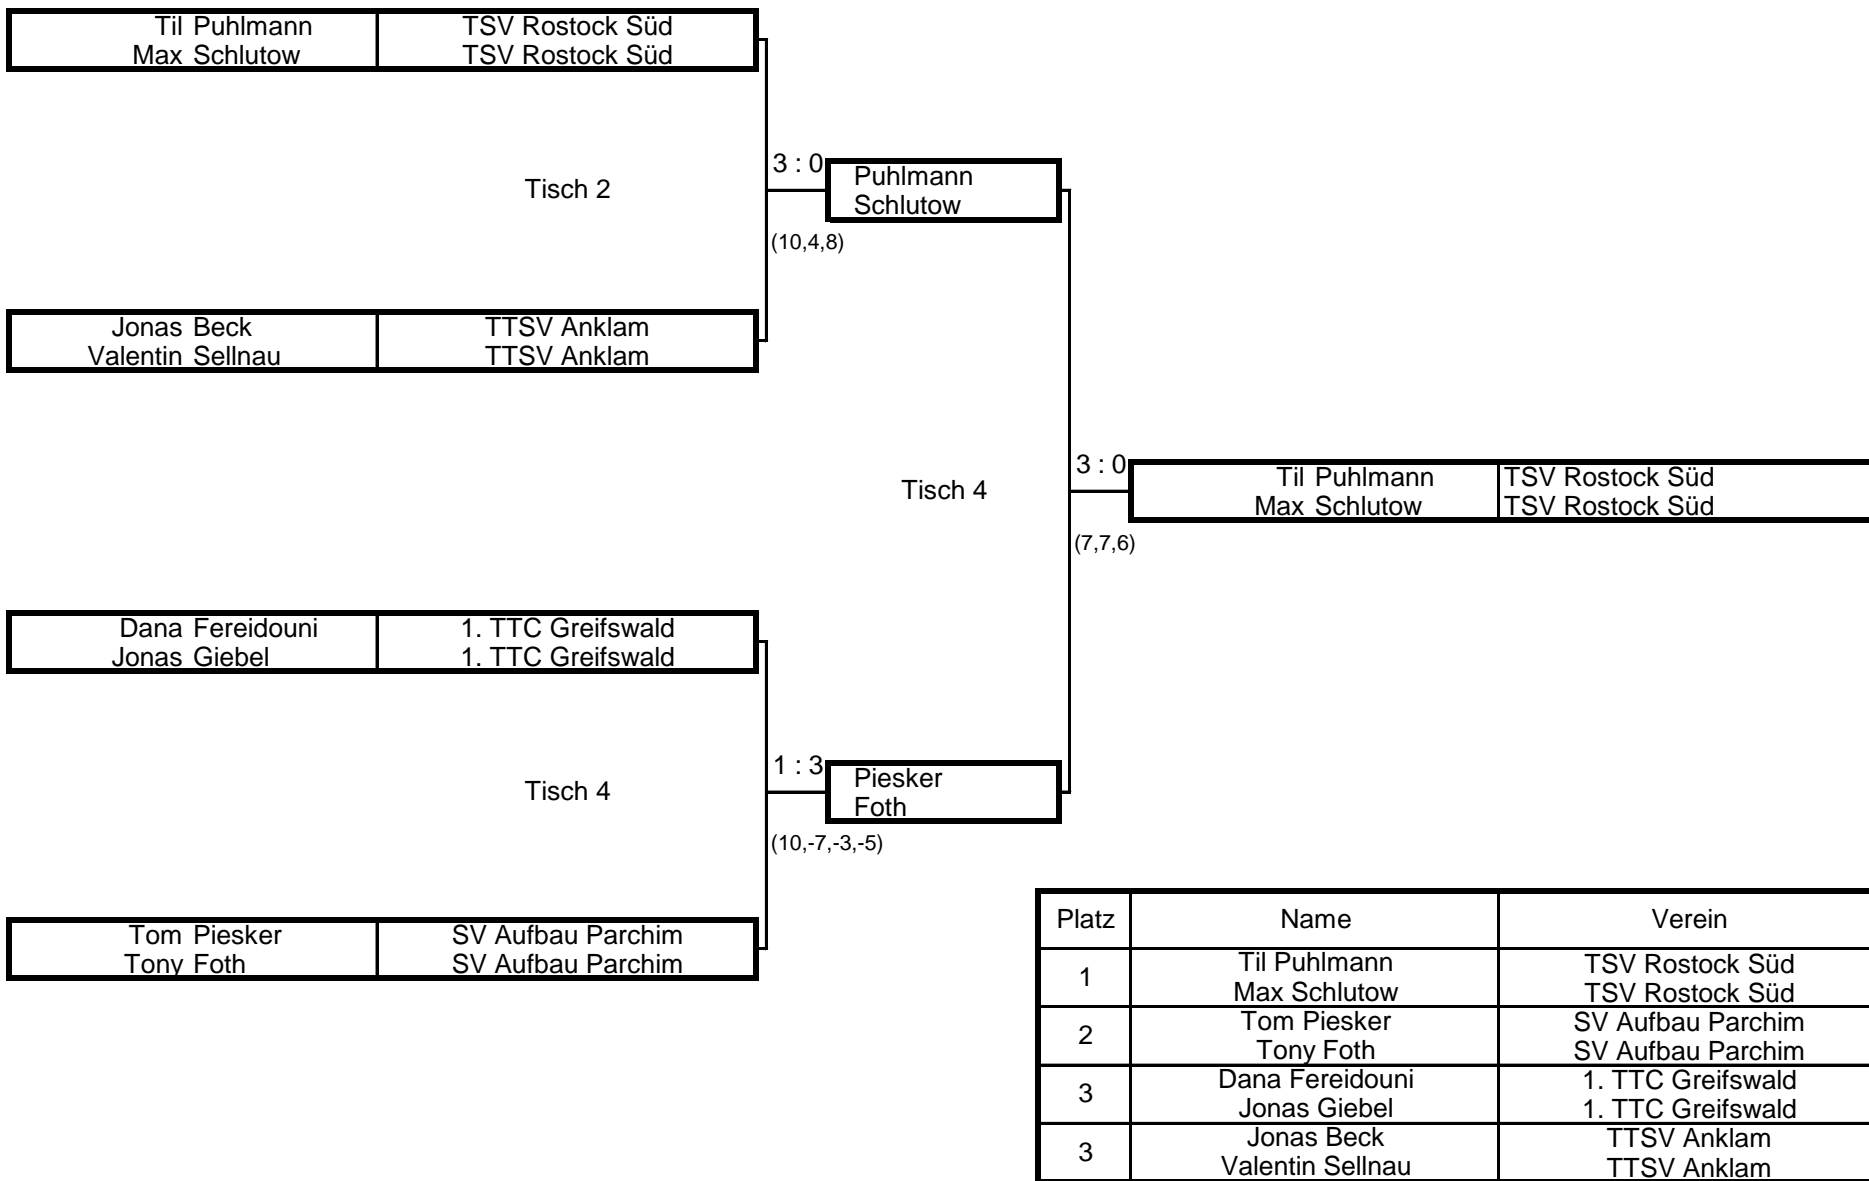 Til Puhlmann TSV Rostock Süd
Max Schlutow TSV Rostock Süd
3 : 0
Tisch 2
Puhlmann
Schlutow
(10,4,8)
Jonas Beck TTSV Anklam
Valentin Sellnau TTSV Anklam
3 : 0
Tisch 4
Til Puhlmann TSV Rostock Süd
Max Schlutow TSV Rostock Süd
(7,7,6)
Dana Fereidouni 1. TTC Greifswald
Jonas Giebel 1. TTC Greifswald
1 : 3
Tisch 4
Piesker
Foth
(10,-7,-3,-5)
Tom Piesker SV Aufbau Parchim
Tony Foth SV Aufbau Parchim
Platz Name Verein
1 Til Puhlmann TSV Rostock Süd
Max Schlutow TSV Rostock Süd
2 Tom Piesker SV Aufbau Parchim
Tony Foth SV Aufbau Parchim
3 Dana Fereidouni 1. TTC Greifswald
Jonas Giebel 1. TTC Greifswald
3 Jonas Beck TTSV Anklam
Valentin Sellnau TTSV Anklam